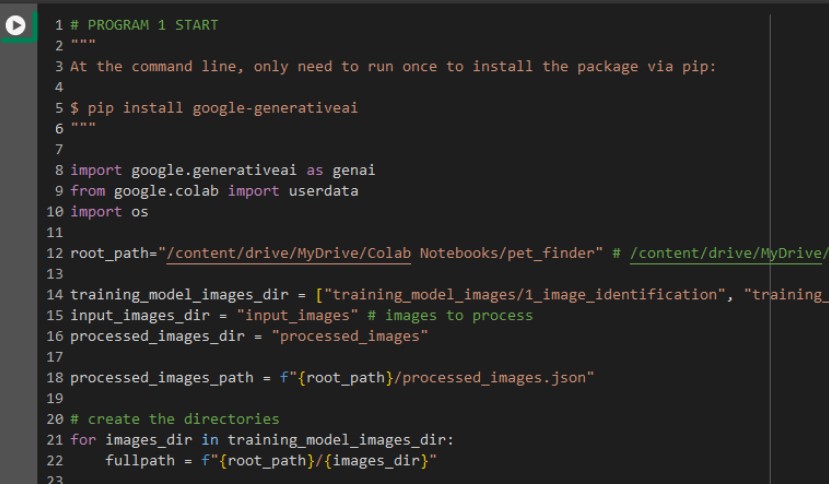 1 # PROGRAM 1 START
2 """
3 At the command line, only need to run once to install the package via pip:
4
5 $ pip install google-generativeai
6 """
7
8 import google.generativeai as genai
9 from google.colab import userdata
10 import os
11
12 root_path="/content/drive/MyDrive/Colab Notebooks/pet_finder" # /content/drive/MyDrive/
13
14 training_model_images_dir = ["training_model_images/1_image_identification", "training_
15 input_images_dir = "input_images" # images to process
16 processed_images_dir = "processed_images"
17
18 processed_images_path = f"{root_path}/processed_images.json"
19
20 # create the directories
21 for images_dir in training_model_images_dir:
22     fullpath = f"{root_path}/{images_dir}"
23